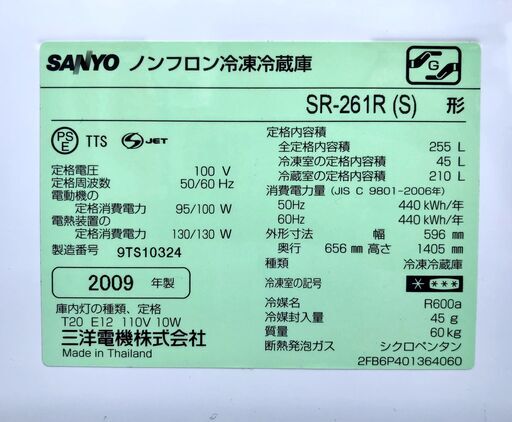 SANYO ノンフロン冷凍冷蔵庫
G
SR-261R (S) 形
PS E TTS S JET
定格電圧 100 V
定格周波数 50/60 Hz
電動機の
定格消費電力 95/100 W
電熱装置の
定格消費電力 130/130 W
製造番号 9TS10324
2009 年製
庫内灯の種類、定格
T20 E12 110V 10W
三洋電機株式会社
Made in Thailand
定格内容積
全定格内容積 255 L
冷凍室の定格内容積 45 L
冷蔵室の定格内容積 210 L
消費電力量 (JIS C 9801-2006年)
50Hz 440 kWh/年
60Hz 440 kWh/年
外形寸法 幅 596 ㎜
奥行 656 ㎜ 高さ 1405 ㎜
種類 冷凍冷蔵庫
冷凍室の記号 * ***
冷媒名 R600a
冷媒封入量 45 g
質量 60 kg
断熱発泡ガス シクロペンタン
2FB6P401364060